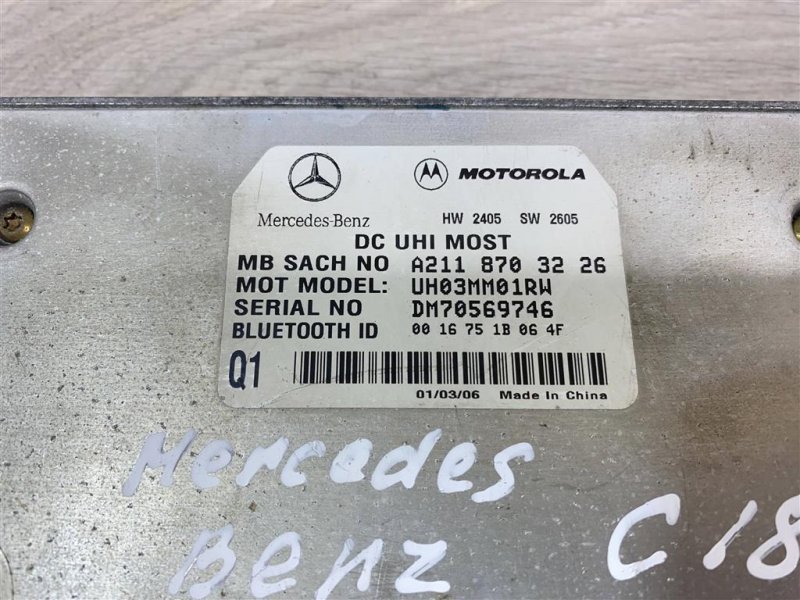 Mercedes-Benz MOTOROLA
HW 2405 SW 2605
DC UHI MOST
MB SACH NO A211 870 32 26
MOT MODEL: UH03MM01RW
SERIAL NO DM70569746
BLUETOOTH ID 00 16 75 1B 06 4F
Q1
01/03/06 Made In China
Mercedes
Benz C 18